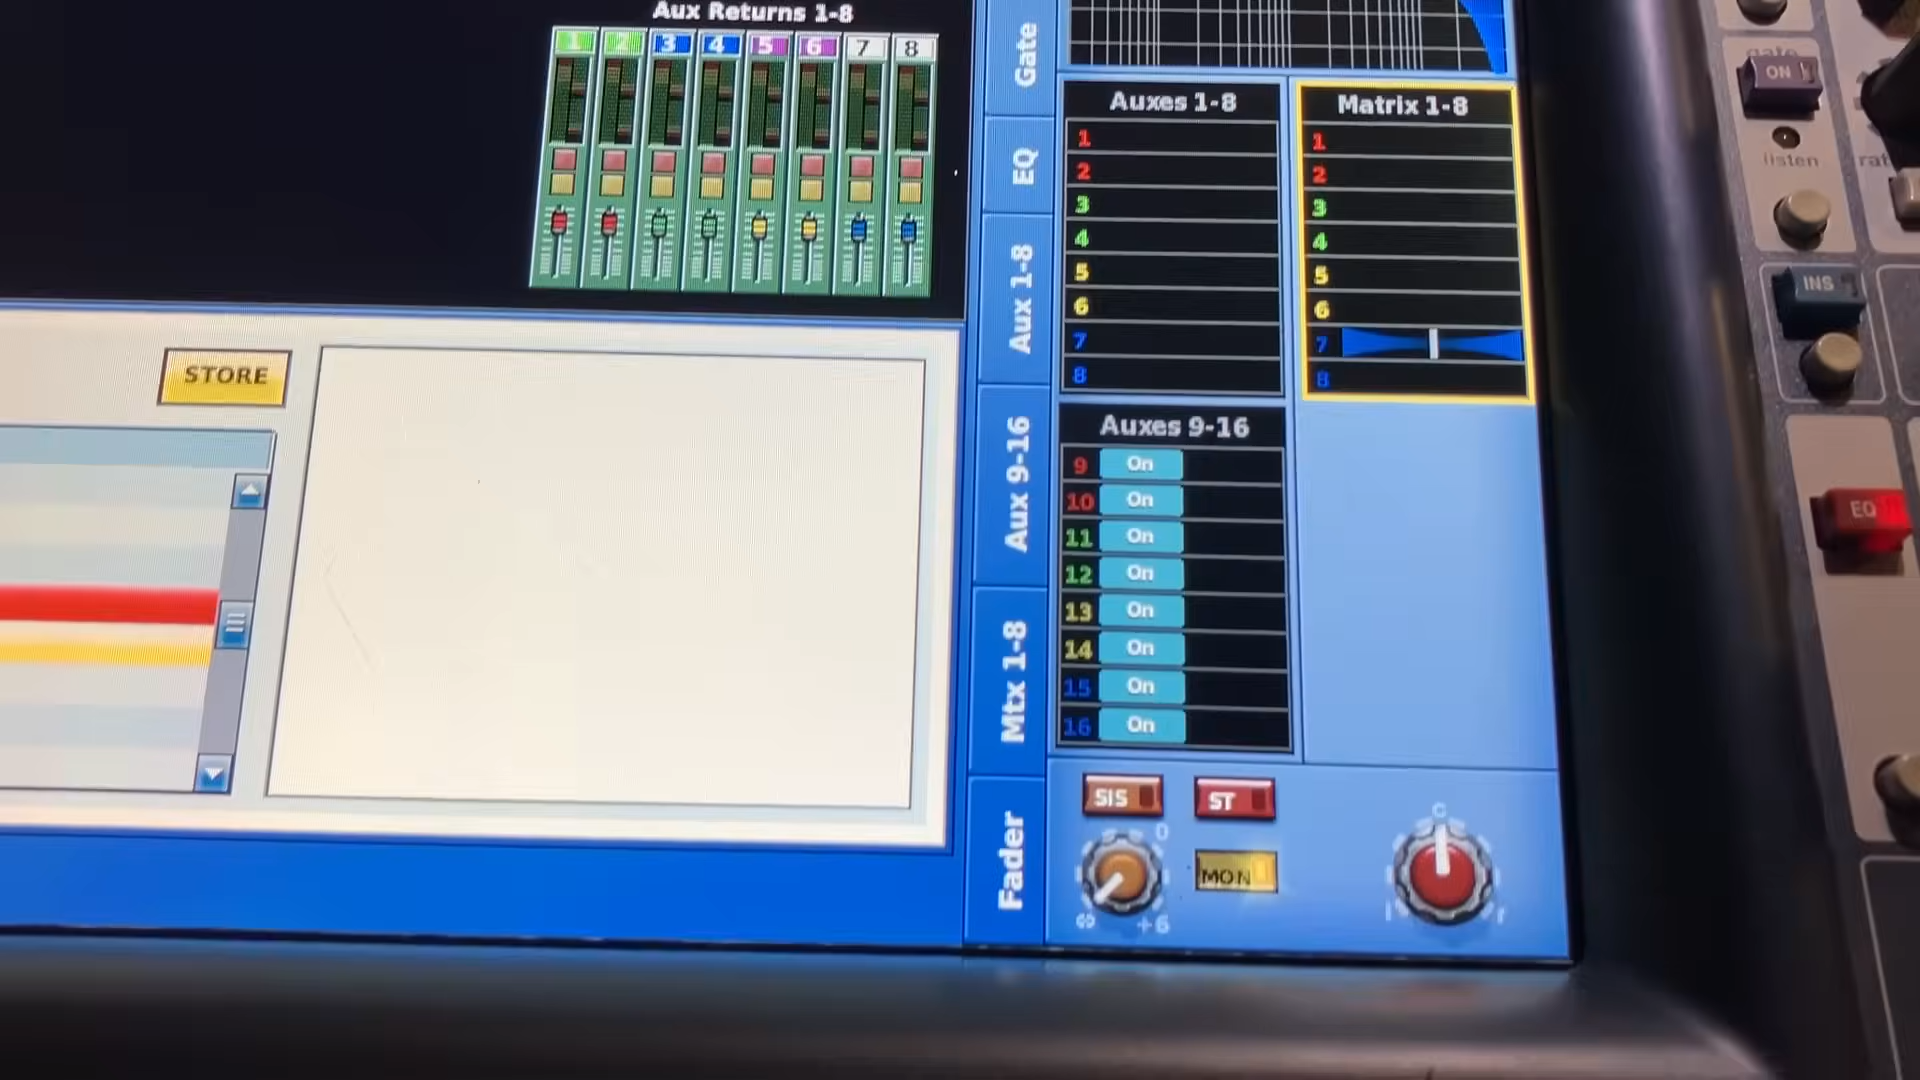 Aux Returns 1-8
1 2 3 4 5 6 7 8
STORE
Gate
EQ
Aux 1-8
Aux 9-16
Mtx 1-8
Fader
Auxes 1-8
1
2
3
4
5
6
7
8
Matrix 1-8
1
2
3
4
5
6
7
8
Auxes 9-16
9 On
10 On
11 On
12 On
13 On
14 On
15 On
16 On
SIS
ST
0
∞
+6
MON
C
l
r
gate
ON
listen
rat
INS
EQ